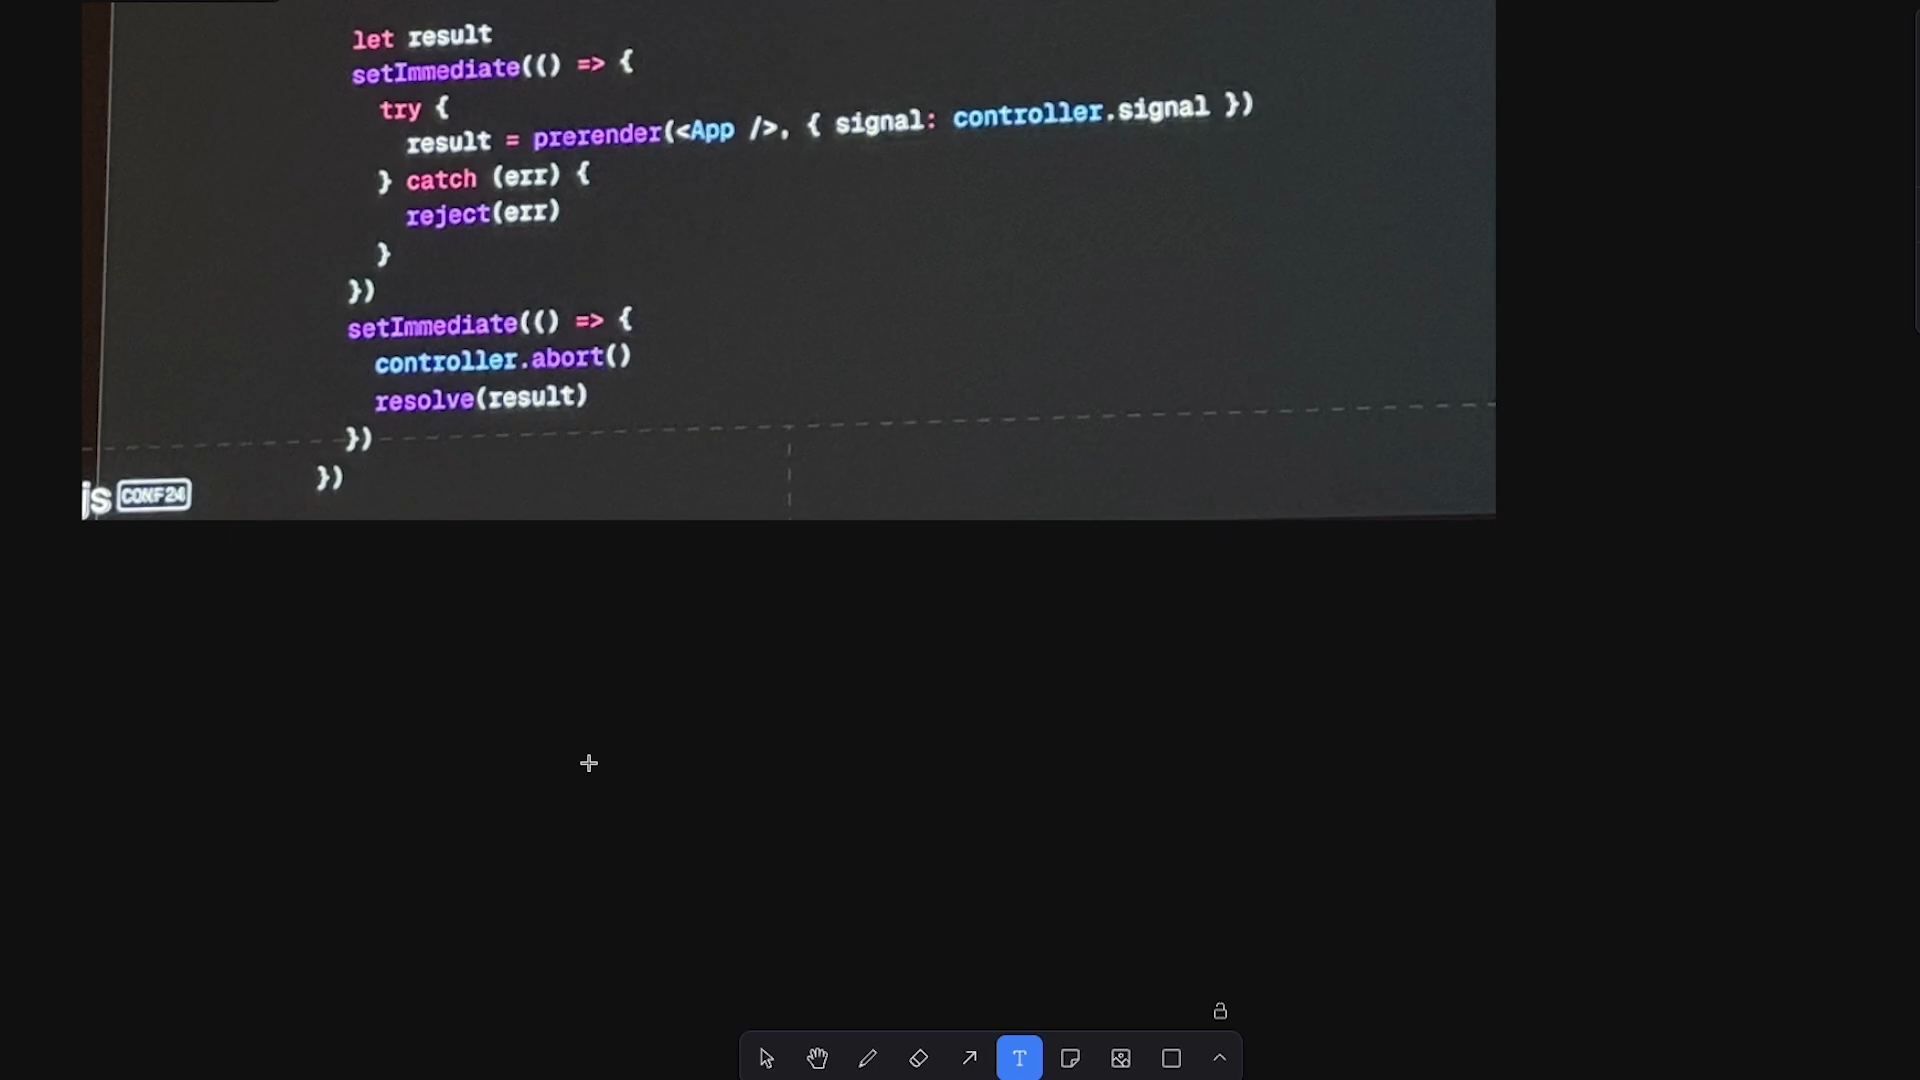 let result
setImmediate(() => {
try {
result = prerender(<App />, { signal: controller.signal })
} catch (err) {
reject(err)
}
})
setImmediate(() => {
controller.abort()
resolve(result)
})
})
js CONF24
T